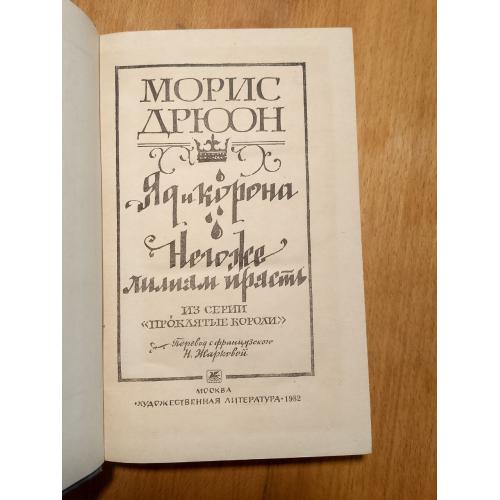 МОРИС
ДРЮОН
Яд и корона
Негоже
лилиям прясть
ИЗ СЕРИИ
«ПРОКЛЯТЫЕ КОРОЛИ»
Перевод с французского
Н. Жарковой
МОСКВА
«ХУДОЖЕСТВЕННАЯ ЛИТЕРАТУРА» 1982